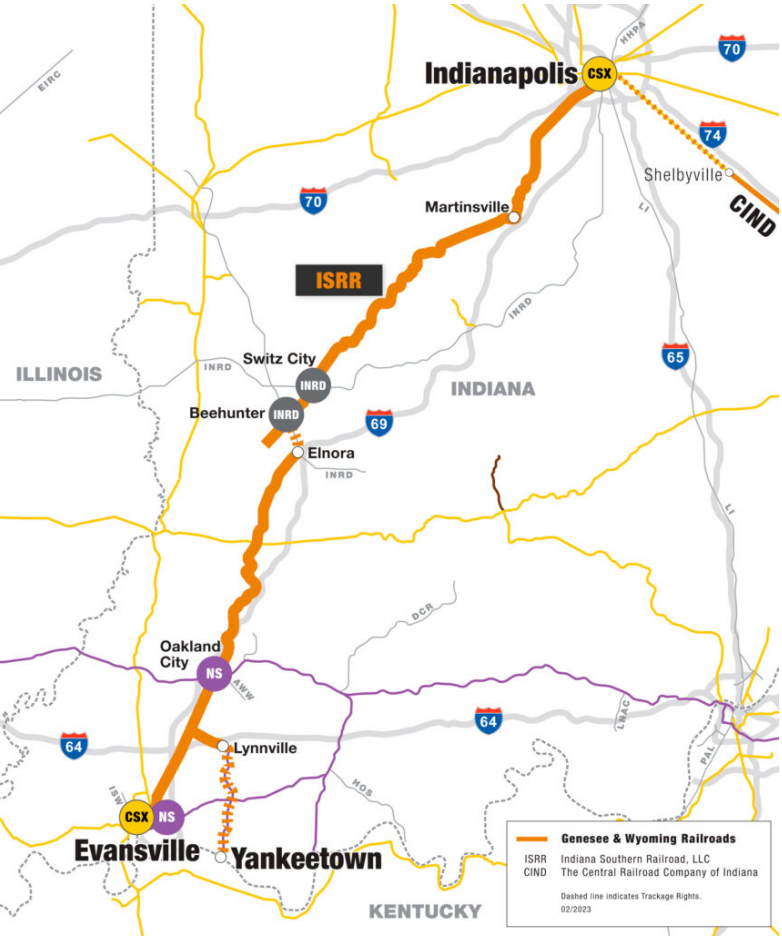 HHPA
70
EIRC
Indianapolis
CSX
74
Shelbyville
CIND
70
Martinsville
LI
ISRR
INRD
65
Switz City
INRD
ILLINOIS
INRD
INDIANA
Beehunter
INRD
69
Elnora
INRD
LI
DCR
Oakland
City
NS
AWW
64
64
LNAC
Lynnville
PAL
HOS
ISW
CSX
NS
Evansville
Yankeetown
KENTUCKY
Genesee & Wyoming Railroads
ISRR Indiana Southern Railroad, LLC
CIND The Central Railroad Company of Indiana
Dashed line indicates Trackage Rights.
02/2023